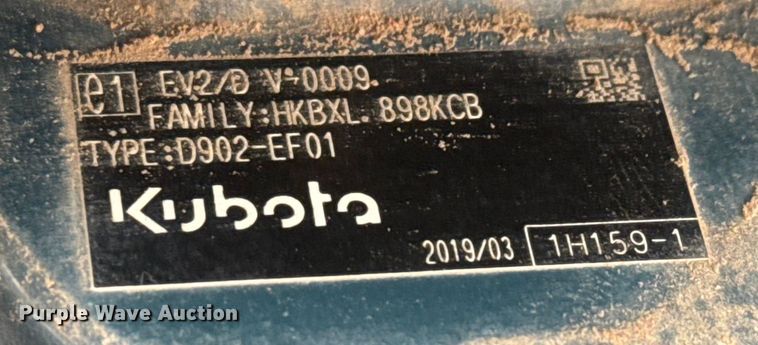 e1 EV2/D V*0009
FAMILY:HKBXL.898KCB
TYPE:D902-EF01
Kubota
2019/03 1H159-1
Purple Wave Auction